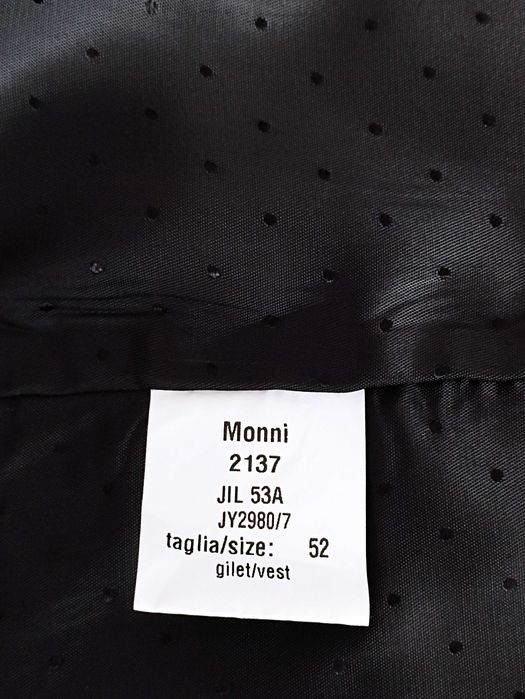 Monni
2137
JIL 53A
JY2980/7
taglia/size: 52
gilet/vest